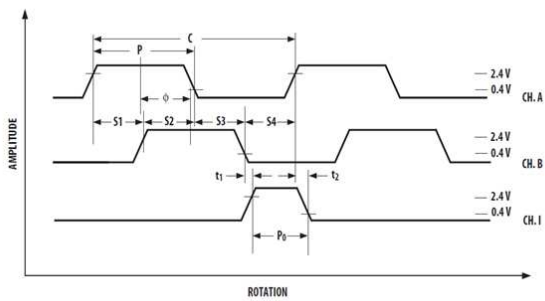 C
P
2.4 V
0.4 V
CH. A
ϕ
S1 S2 S3 S4
AMPLITUDE
2.4 V
0.4 V
CH. B
t1 t2
2.4 V
0.4 V
CH. I
P0
ROTATION